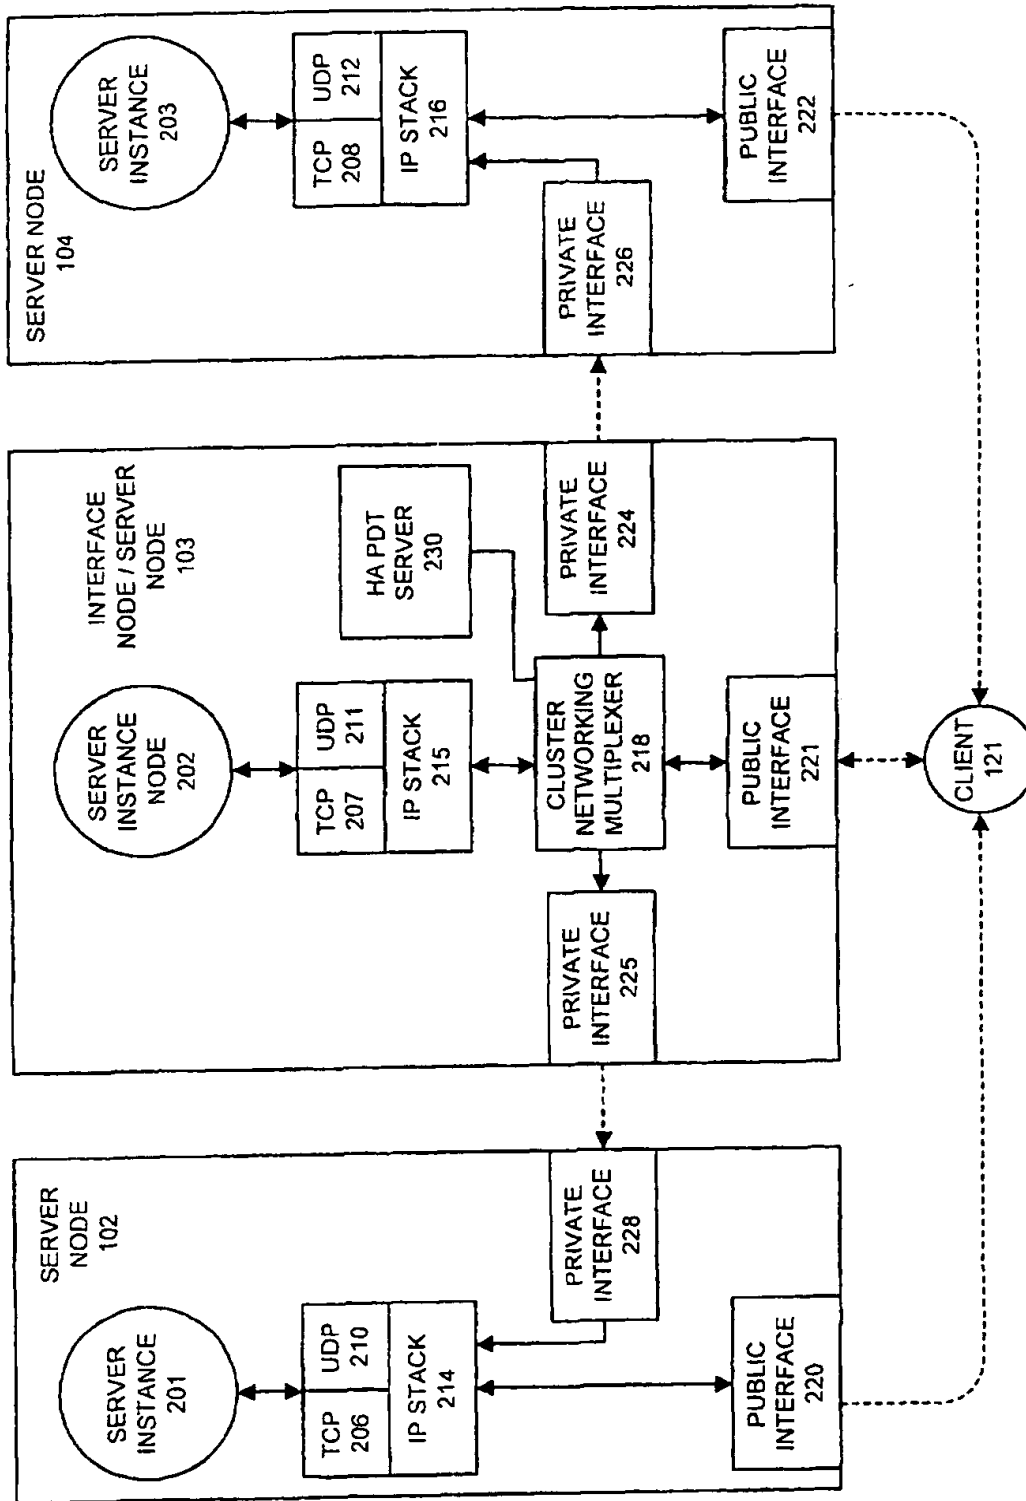 SERVER
NODE
102
SERVER
INSTANCE
201
TCP
206
UDP
210
IP STACK
214
PRIVATE
INTERFACE
228
PUBLIC
INTERFACE
220
INTERFACE
NODE / SERVER
NODE
103
SERVER
INSTANCE
NODE
202
TCP
207
UDP
211
IP STACK
215
HA PDT
SERVER
230
PRIVATE
INTERFACE
225
CLUSTER
NETWORKING
MULTIPLEXER
218
PRIVATE
INTERFACE
224
PUBLIC
INTERFACE
221
SERVER NODE
104
SERVER
INSTANCE
203
TCP
208
UDP
212
IP STACK
216
PRIVATE
INTERFACE
226
PUBLIC
INTERFACE
222
CLIENT
121